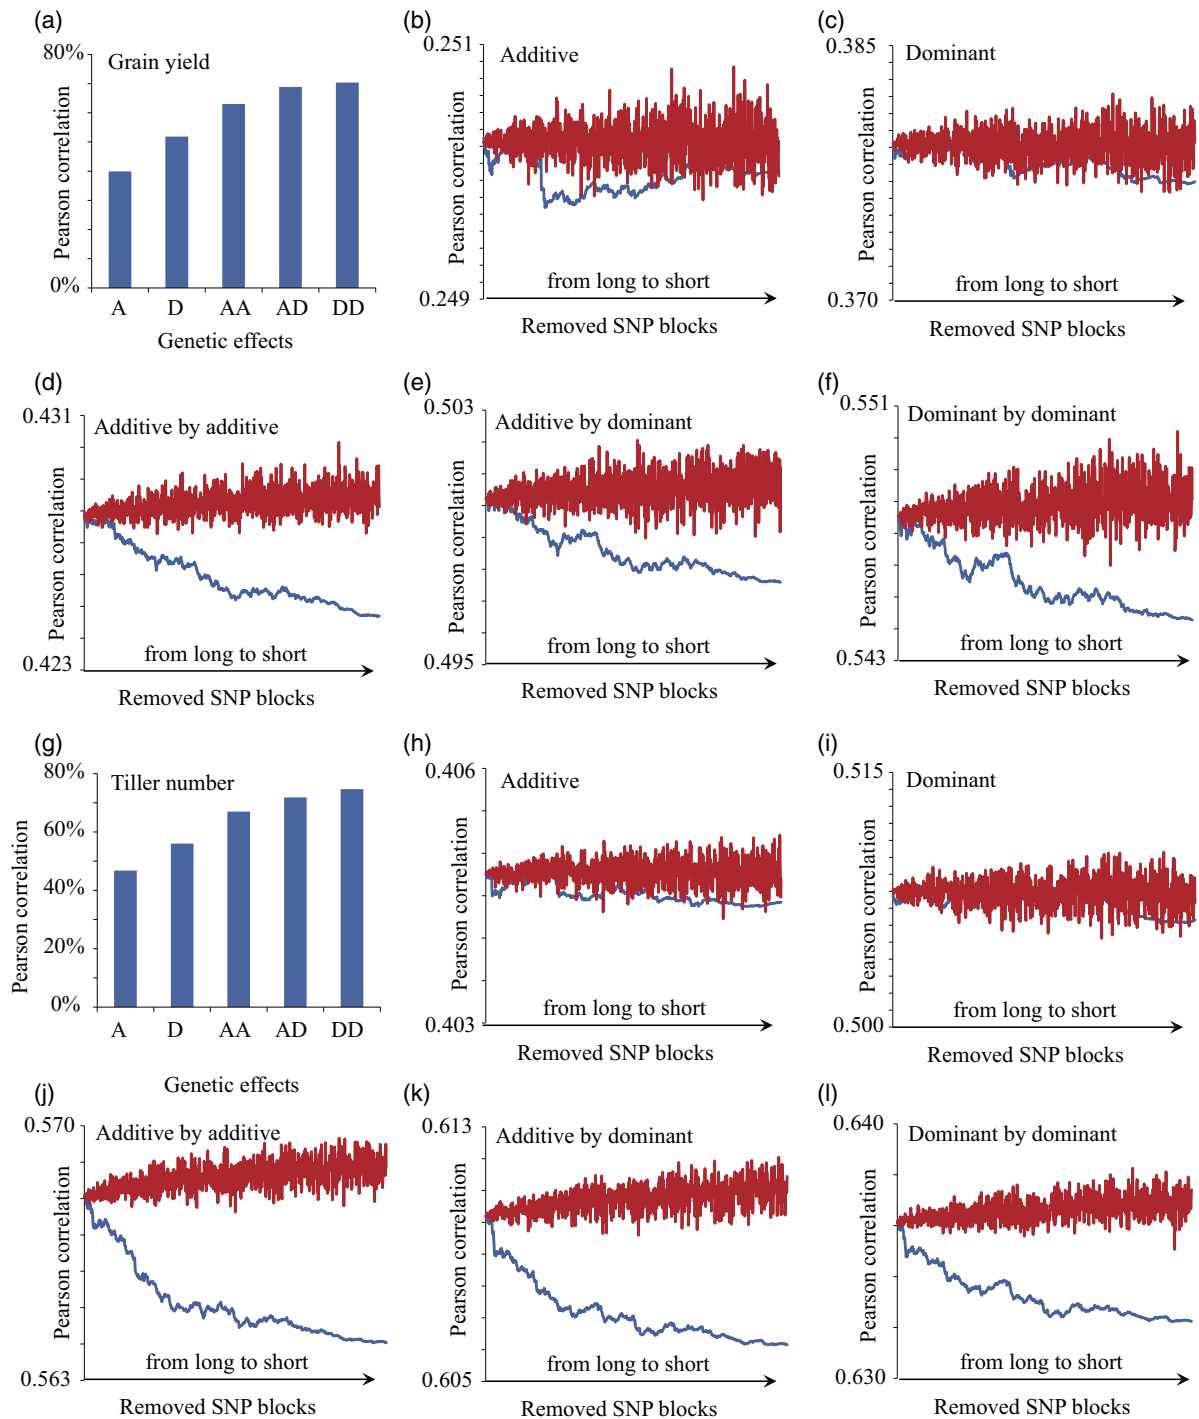 (a)
80%
Grain yield
Pearson correlation
0%
A D AA AD DD
Genetic effects
(b)
0.251
Additive
Pearson correlation
from long to short
0.249
Removed SNP blocks
(c)
0.385
Dominant
Pearson correlation
from long to short
0.370
Removed SNP blocks
(d)
0.431
Additive by additive
Pearson correlation
from long to short
0.423
Removed SNP blocks
(e)
0.503
Additive by dominant
Pearson correlation
from long to short
0.495
Removed SNP blocks
(f)
0.551
Dominant by dominant
Pearson correlation
from long to short
0.543
Removed SNP blocks
(g)
80%
Tiller number
60%
40%
20%
0%
Pearson correlation
A D AA AD DD
Genetic effects
(h)
0.406
Additive
Pearson correlation
from long to short
0.403
Removed SNP blocks
(i)
0.515
Dominant
Pearson correlation
from long to short
0.500
Removed SNP blocks
(j)
0.570
Additive by additive
Pearson correlation
from long to short
0.563
Removed SNP blocks
(k)
0.613
Additive by dominant
Pearson correlation
from long to short
0.605
Removed SNP blocks
(l)
0.640
Dominant by dominant
Pearson correlation
from long to short
0.630
Removed SNP blocks